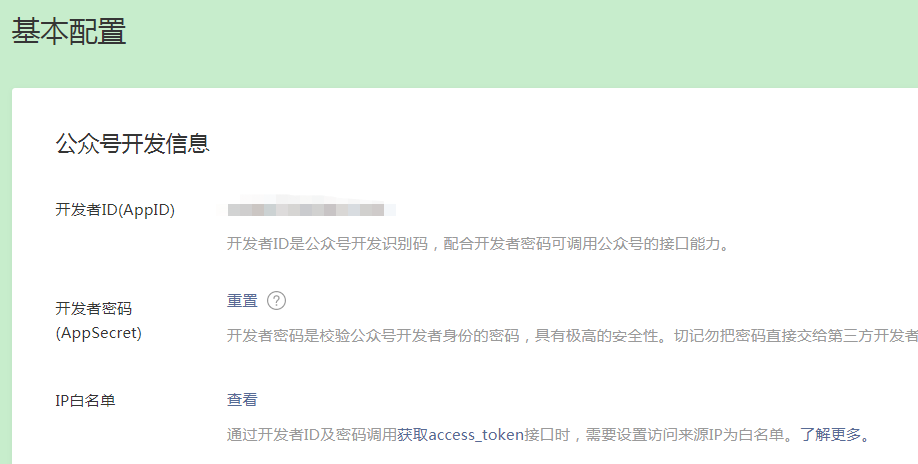 基本配置
公众号开发信息
开发者ID(AppID)
开发者ID是公众号开发识别码，配合开发者密码可调用公众号的接口能力。
开发者密码
(AppSecret)
重置 ?
开发者密码是校验公众号开发者身份的密码，具有极高的安全性。切记勿把密码直接交给第三方开发者
IP白名单
查看
通过开发者ID及密码调用获取access_token接口时，需要设置访问来源IP为白名单。了解更多。